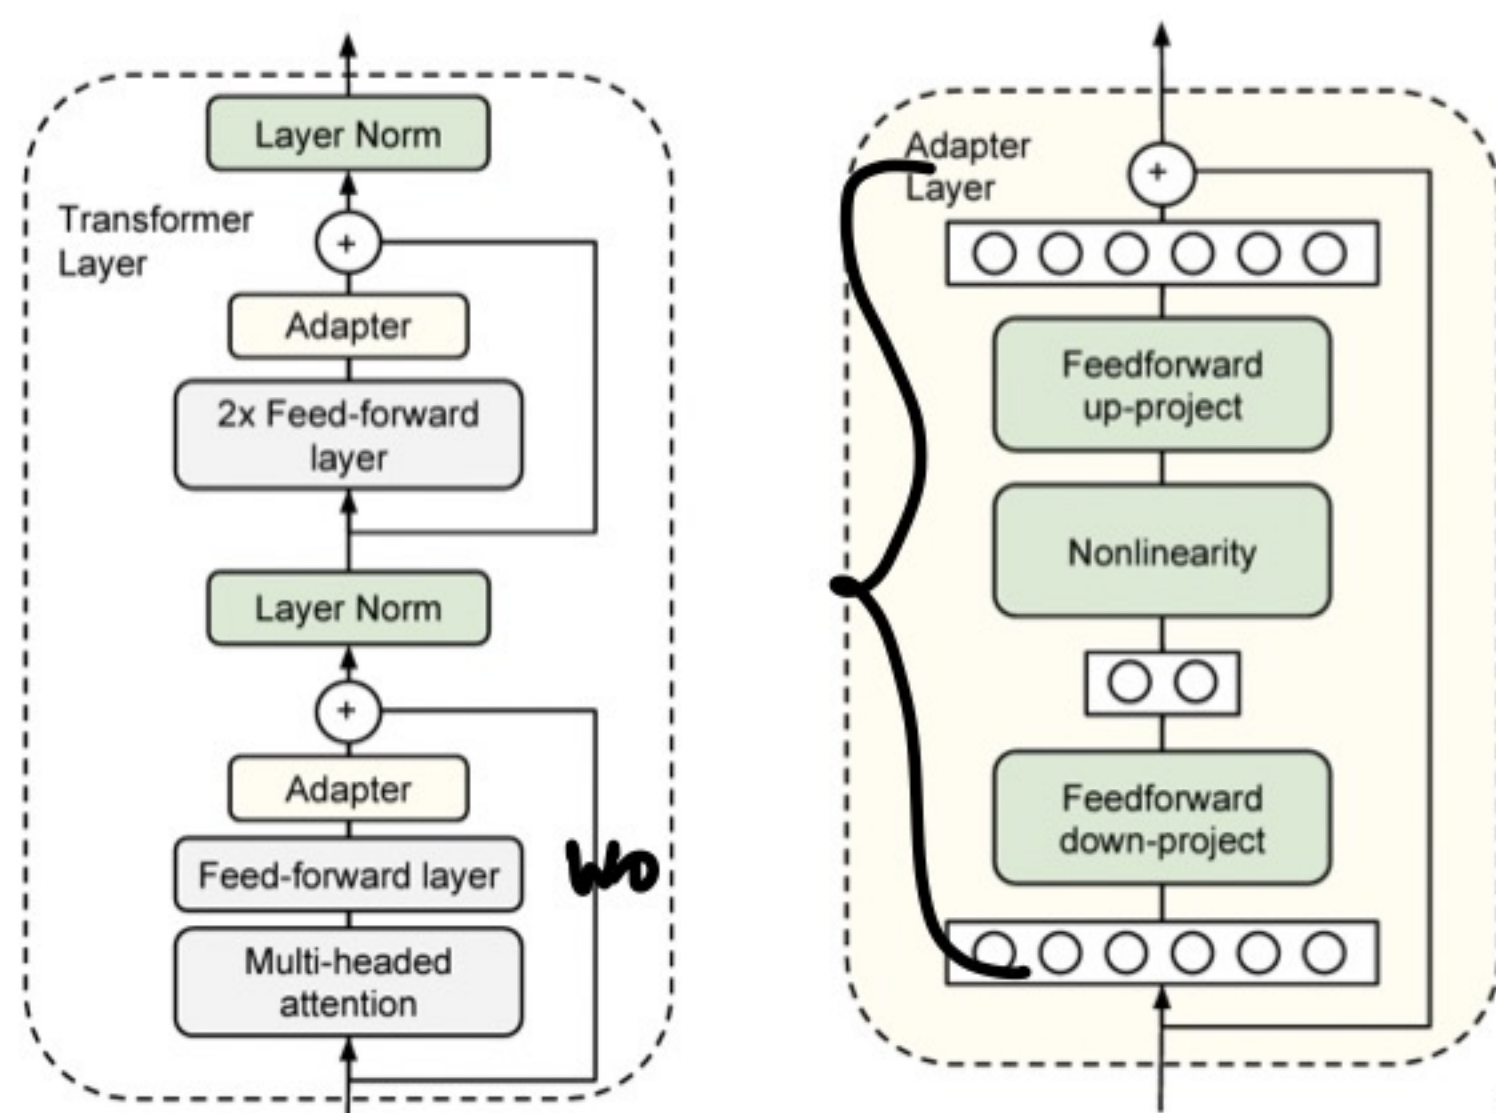 Layer Norm
Transformer
Layer
+
Adapter
2x Feed-forward
layer
Layer Norm
+
Adapter
Feed-forward layer
Wo
Multi-headed
attention
Adapter
Layer
+
Feedforward
up-project
Nonlinearity
Feedforward
down-project